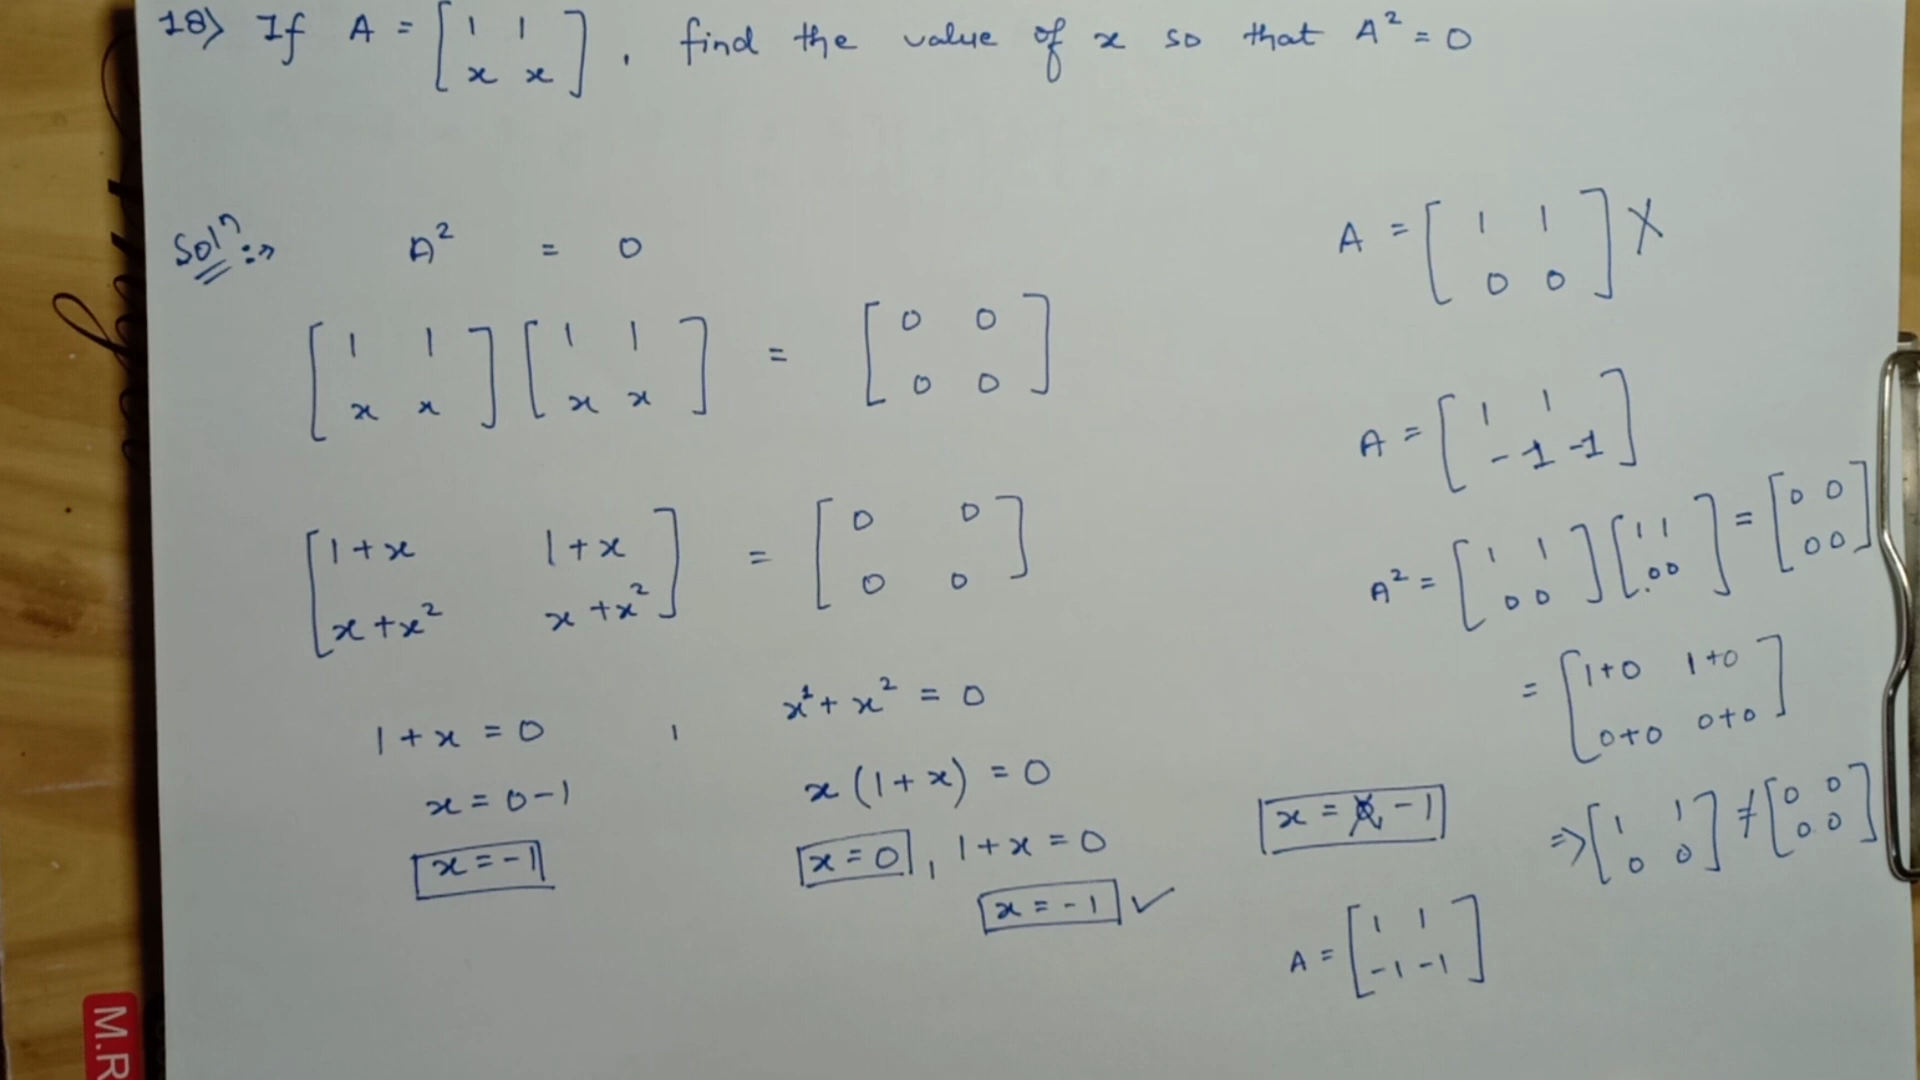 18) If A = [ 1 1 x x ] , find the value of x so that A² = 0
Solⁿ :→
A² = 0
[ 1 1 x x ] [ 1 1 x x ] = [ 0 0 0 0 ]
[ 1+x 1+x x+x² x+x² ] = [ 0 0 0 0 ]
1+x = 0 , x¹+x² = 0
x = 0-1
x(1+x) = 0
x = -1
x = 0 , 1+x = 0
x = -1 ✓
A = [ 1 1 0 0 ] X
A = [ 1 1 -1 -1 ]
A² = [ 1 1 0 0 ] [ 1 1 0 0 ] = [ 0 0 0 0 ]
= [ 1+0 1+0 0+0 0+0 ]
⇒ [ 1 1 0 0 ] ≠ [ 0 0 0 0 ]
x = -1
A = [ 1 1 -1 -1 ]
M.R